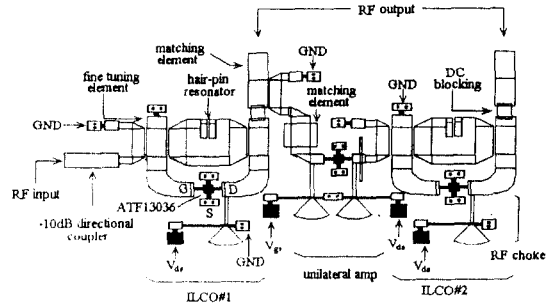 RF output
matching
element
GND
fine tuning
element
hair-pin
resonator
matching
element
GND
DC
blocking
GND
RF input
G
D
ATF13036
S
-10dB directional
coupler
Vds
GND
Vgs
Vds
Vds
RF choke
unilateral amp
ILCO#1
ILCO#2